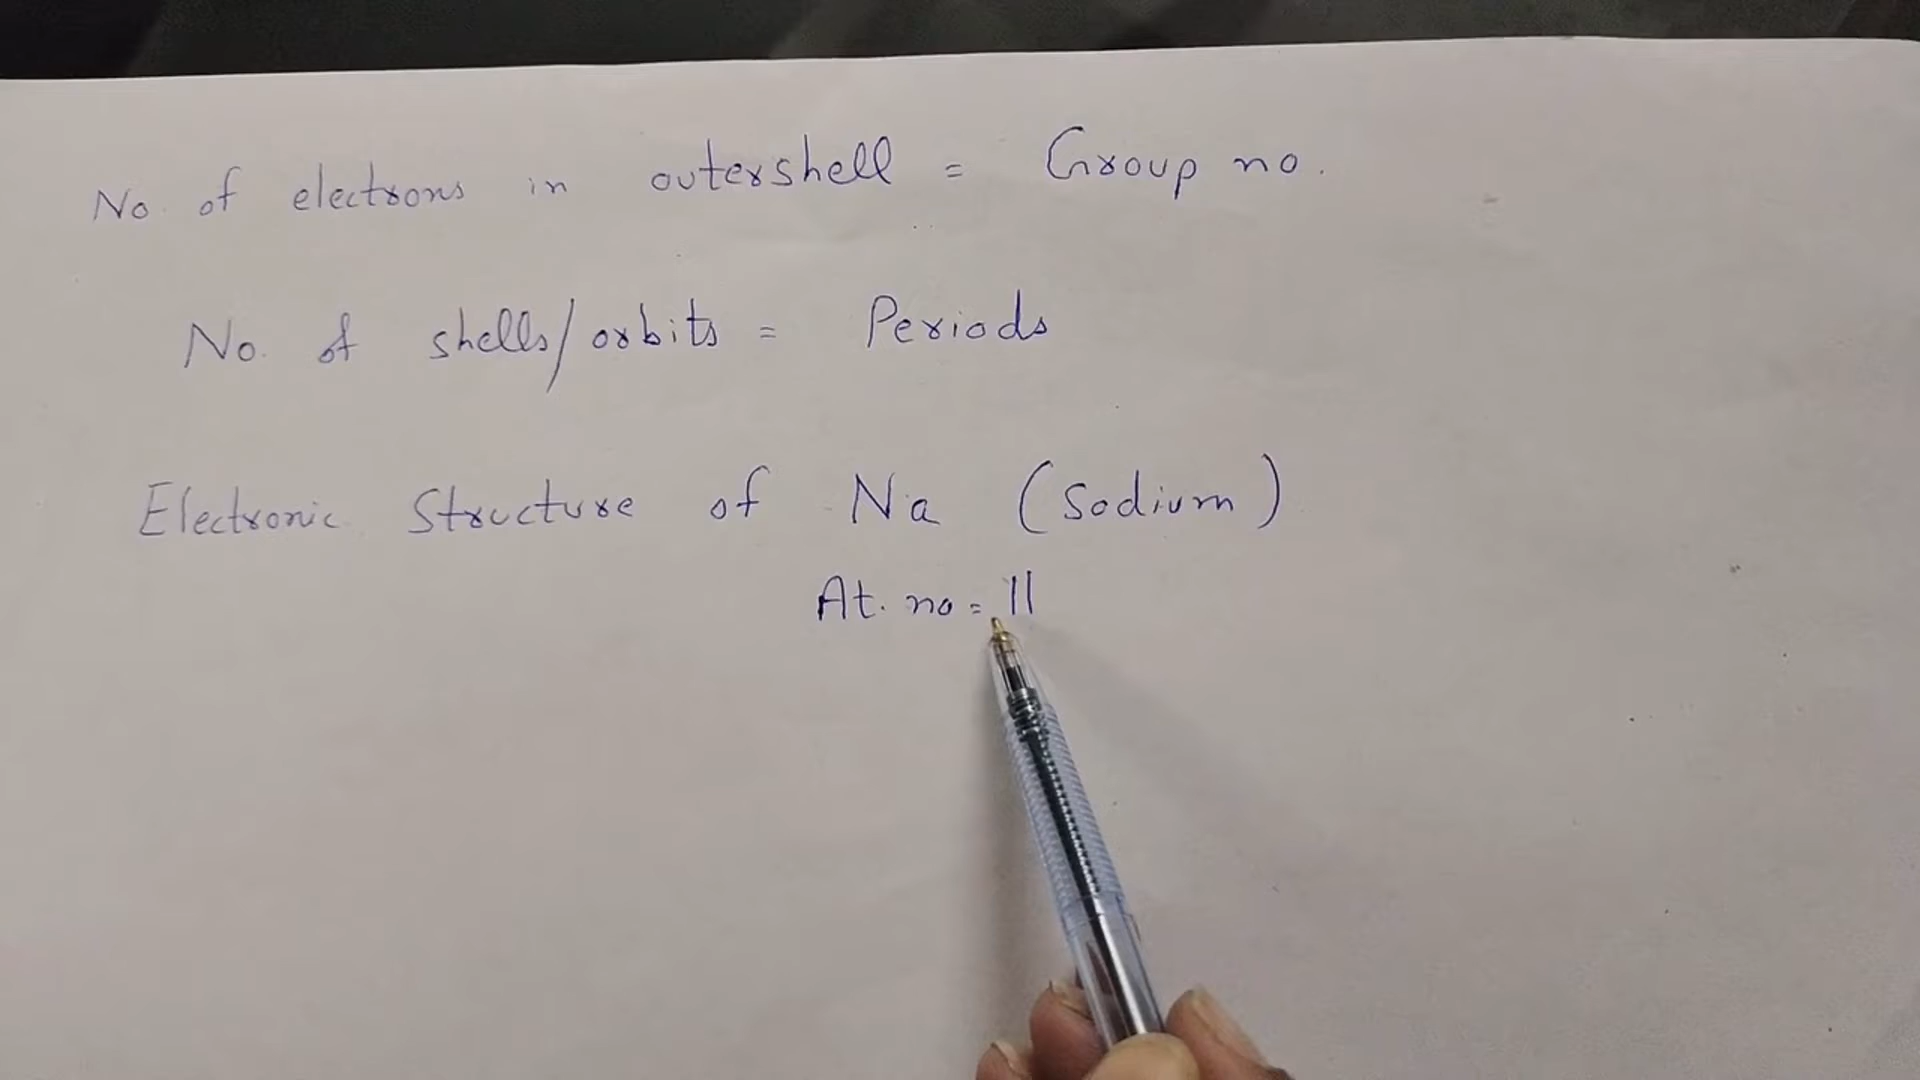 No. of electrons in outershell = Group no.
No. of shells/orbits = Periods
Electronic Structure of Na (Sodium)
At. no = 11